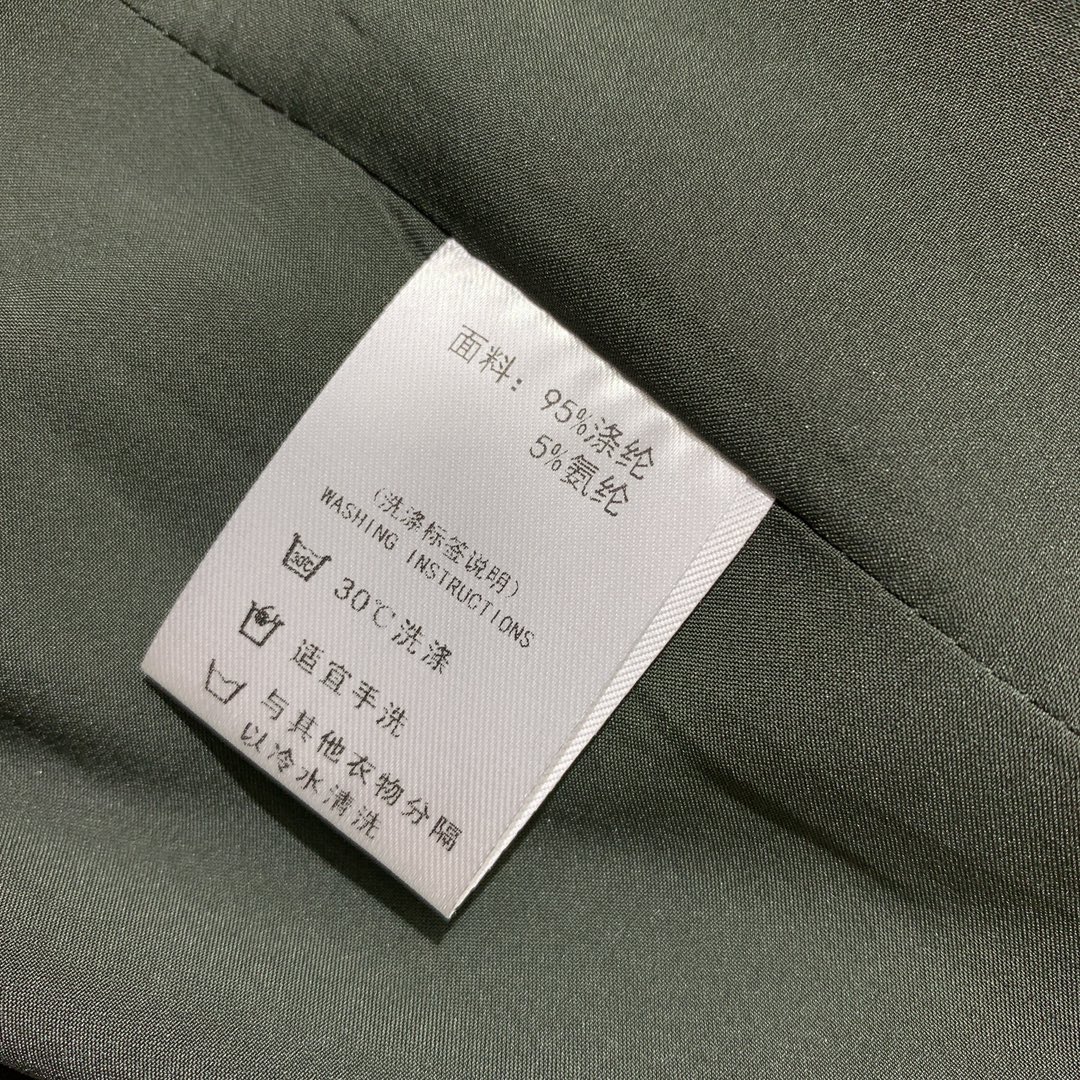 面料: 95%涤纶
5%氨纶
(洗涤标签说明)
WASHING INSTRUCTIONS
30℃
30℃洗涤
适宜手洗
与其他衣物分隔
以冷水清洗